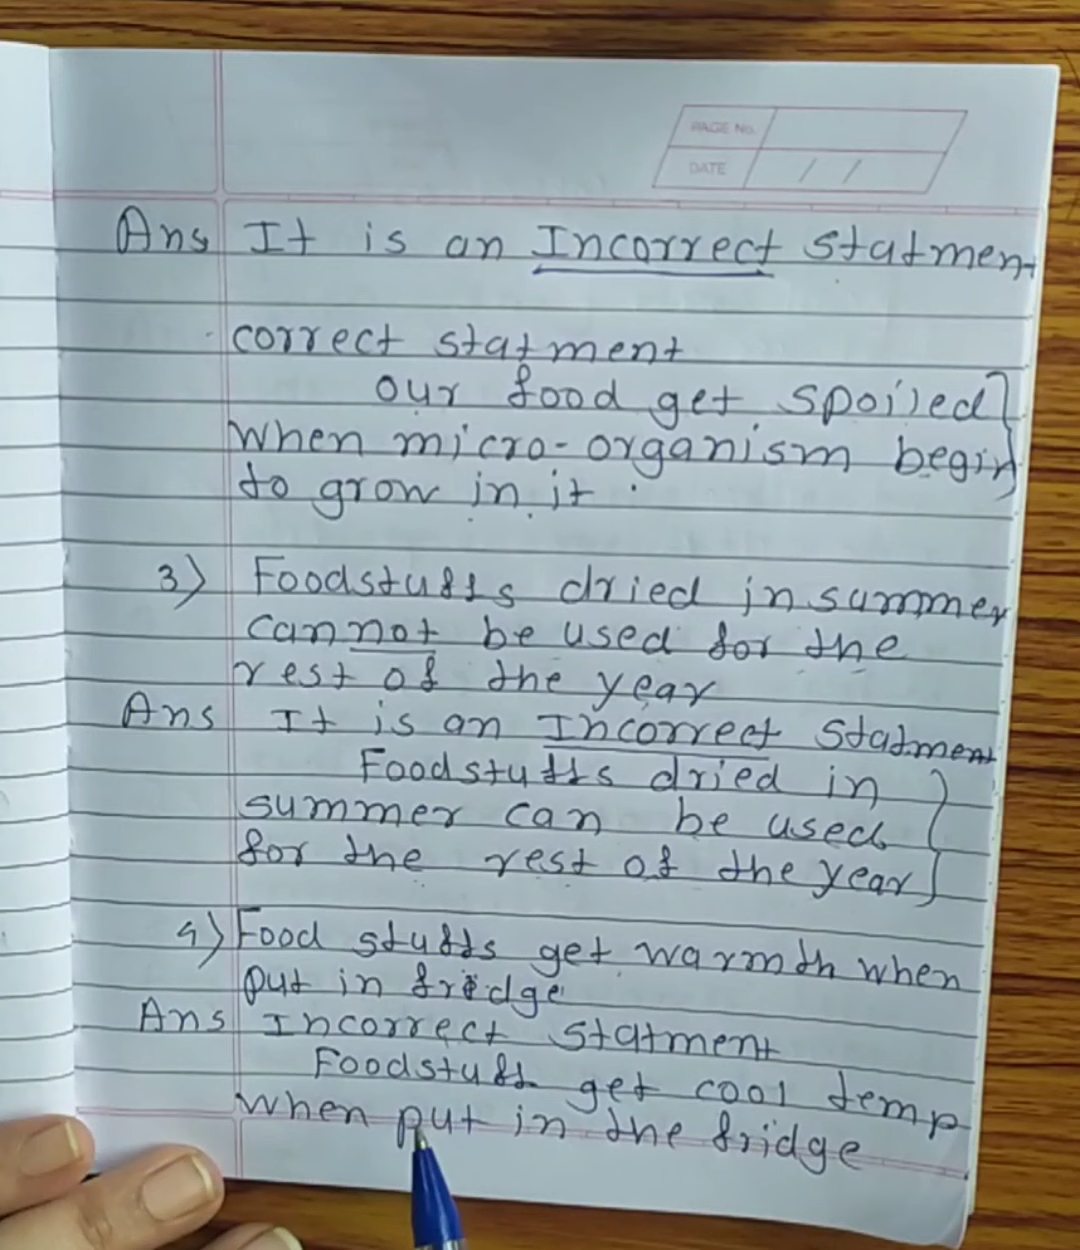 PAGE No.
DATE / /
Ans It is an Incorrect statmen
correct statment
our food get spoiled
when micro-organism begin
to grow in it.
3) Foodstuffs dried in summer
cannot be used for the
rest of the year
Ans It is an Incorrect statment
Foodstuffs dried in
summer can be used
for the rest of the year
4) Food stuffs get warmth when
put in fridge
Ans Incorrect statment
Foodstuff get cool temp
when put in the fridge